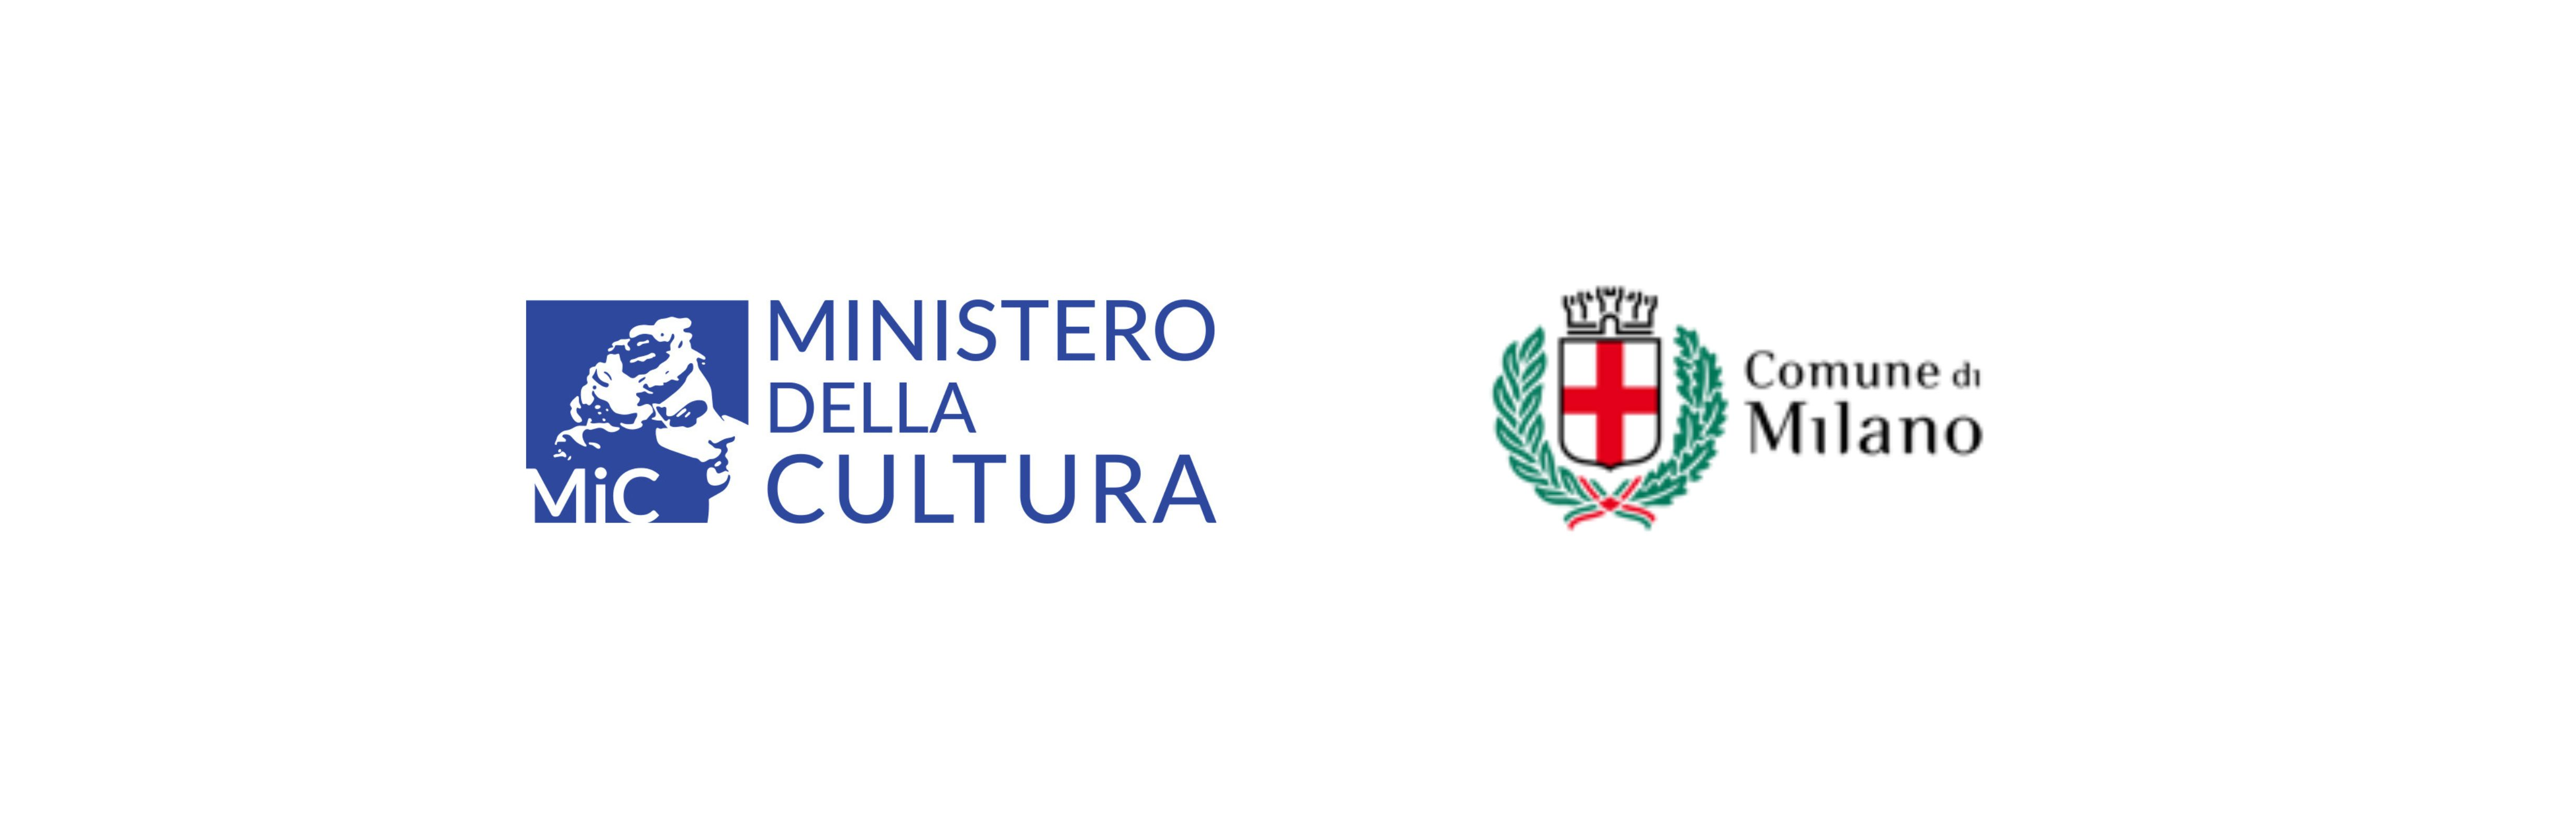 MiC
MINISTERO
DELLA
CULTURA
Comune di
Milano